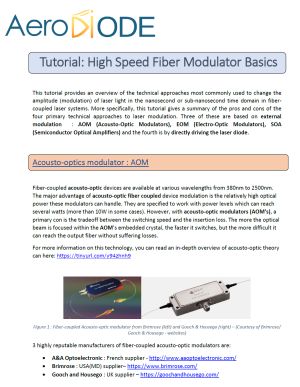 AeroDIODE
Tutorial: High Speed Fiber Modulator Basics
This tutorial provides an overview of the technical approaches most commonly used to change the
amplitude (modulation) of laser light in the nanosecond or sub-nanosecond time domain in fiber-
coupled laser systems. More specifically, this tutorial gives a summary of the pros and cons of the
four primary technical approaches to laser modulation. Three of these are based on external
modulation : AOM (Acousto-Optic Modulators), EOM (Electro-Optic Modulators), SOA
(Semiconductor Optical Amplifiers) and the fourth is by directly driving the laser diode.
Acousto-optics modulator : AOM
Fiber-coupled acousto-optic devices are available at various wavelengths from 380nm to 2500nm.
The major advantage of acousto-optic fiber coupled device modulation is the relatively high optical
power these modulators can handle. They are specified to work with power levels which can reach
several watts (more than 10W in some cases). However, with acousto-optic modulators (AOM's), a
primary con is the tradeoff between the switching speed and the insertion loss. The more the optical
beam is focused within the AOM's embedded crystal, the faster it switches, but the more difficult it
can reach the output fiber without suffering losses.
For more information on this technology, you can read an in-depth overview of acousto-optic theory
can here:
Figure 1 : Fiber-coupled Acousto-optic modulator from Brimrose (left) and Gooch & Housego (right) – (Courtesy of Brimrose/
Gooch & Housego - websites)
3 highly reputable manufacturers of fiber-coupled acousto-optic modulators are:
• A&A Optoelectronic : French supplier - http://www.aaoptoelectronic.com/
• Brimrose : USA(MD) supplier– https://www.brimrose.com/
• Gooch and Housego : UK supplier – https://goochandhousego.com/